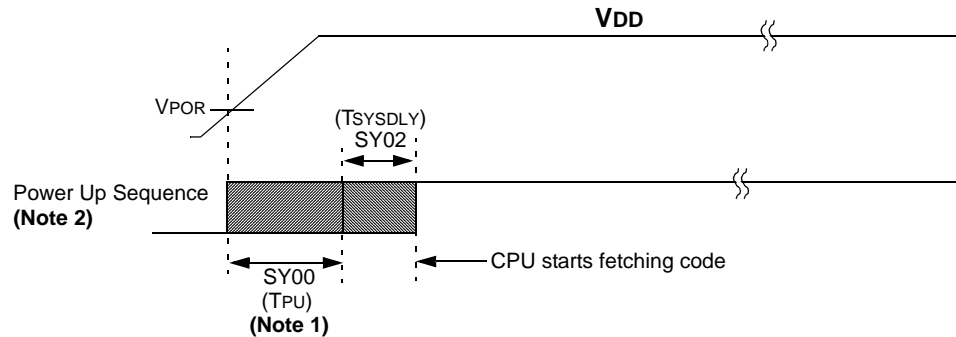 VDD
VPOR
(TSYSDLY)
SY02
Power Up Sequence
(Note 2)
CPU starts fetching code
SY00
(TPU)
(Note 1)